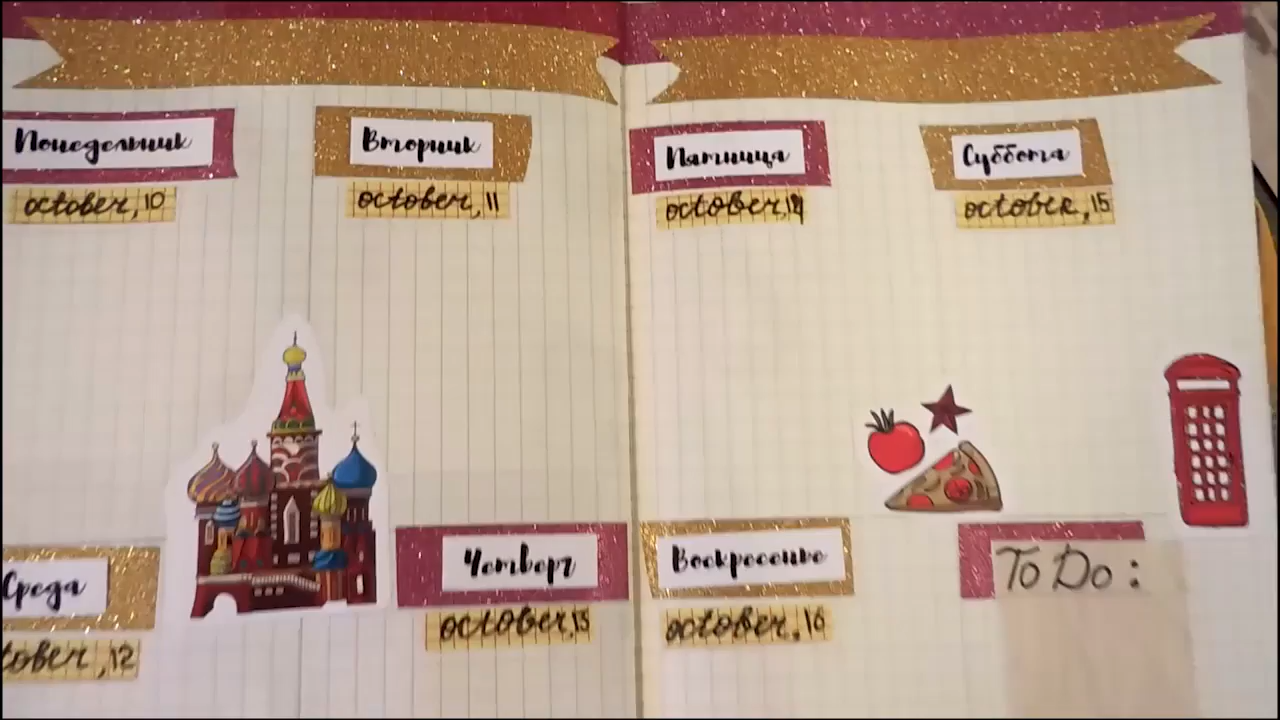 Понедельник
october, 10
Вторник
october, 11
Среда
tober, 12
Четверг
october, 13
Пятница
october, 14
Суббота
october, 15
Воскресенье
october, 16
To Do :